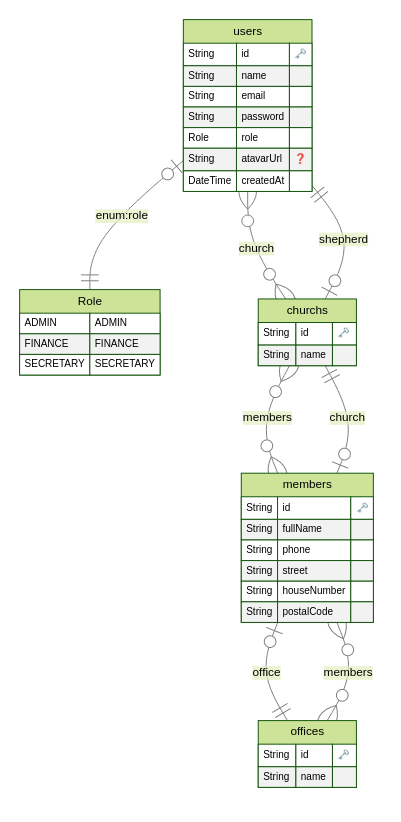 users
String id
String name
String email
String password
Role role
String atavarUrl ?
DateTime createdAt
enum:role
church
shepherd
Role
ADMIN ADMIN
FINANCE FINANCE
SECRETARY SECRETARY
churchs
String id
String name
members
church
members
String id
String fullName
String phone
String street
String houseNumber
String postalCode
office
members
offices
String id
String name